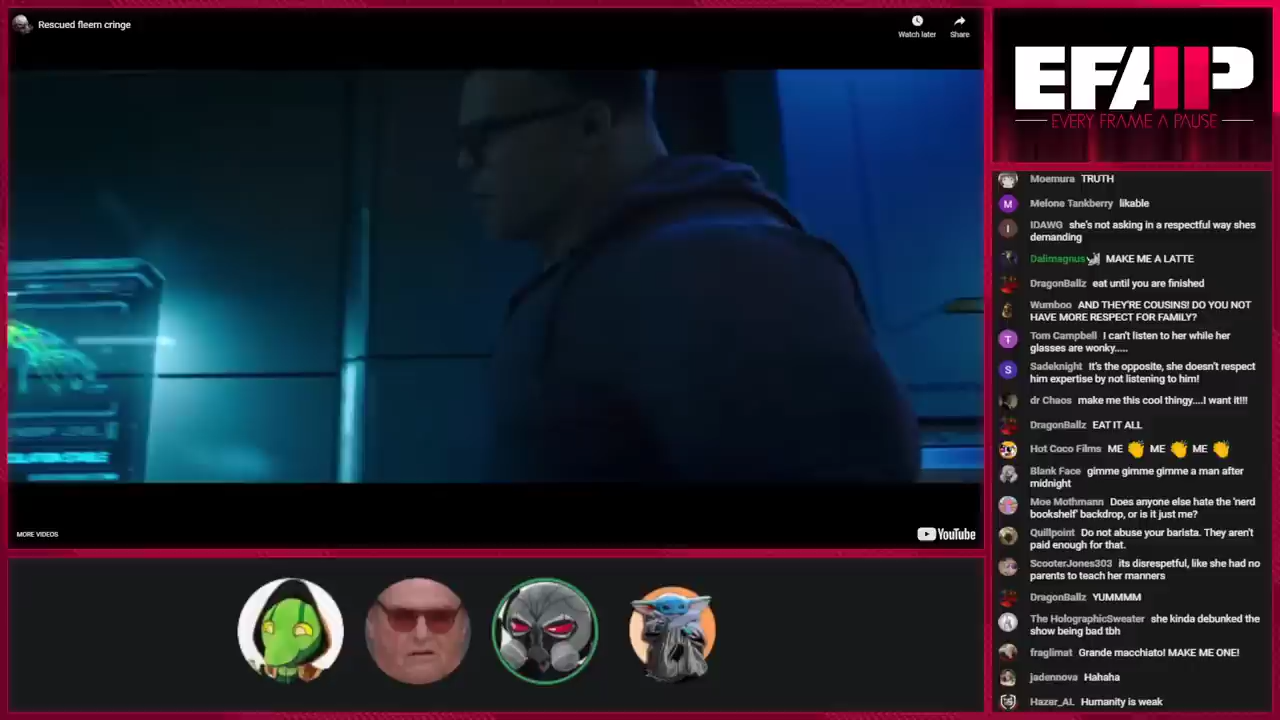 Rescued fleem cringe
Watch later
Share
MORE VIDEOS
YouTube
EFAP
EVERY FRAME A PAUSE
Moemura TRUTH
M
Melone Tankberry likable
I
IDAWG she's not asking in a respectful way shes
demanding
Dalimagnus MAKE ME A LATTE
DragonBallz eat until you are finished
Wumboo AND THEY'RE COUSINS! DO YOU NOT
HAVE MORE RESPECT FOR FAMILY?
T
Tom Campbell I can't listen to her while her
glasses are wonky.....
S
Sadeknight It's the opposite, she doesn't respect
him expertise by not listening to him!
dr Chaos make me this cool thingy....I want it!!!
DragonBallz EAT IT ALL
Hot Coco Films ME 👏 ME 👏 ME 👏
Blank Face gimme gimme gimme a man after
midnight
Moe Mothmann Does anyone else hate the 'nerd
bookshelf' backdrop, or is it just me?
Quillpoint Do not abuse your barista. They aren't
paid enough for that.
ScooterJones303 its disrespetful, like she had no
parents to teach her manners
DragonBallz YUMMMM
The HolographicSweater she kinda debunked the
show being bad tbh
fraglimat Grande macchiato! MAKE ME ONE!
jadennova Hahaha
Hazar_AL Humanity is weak